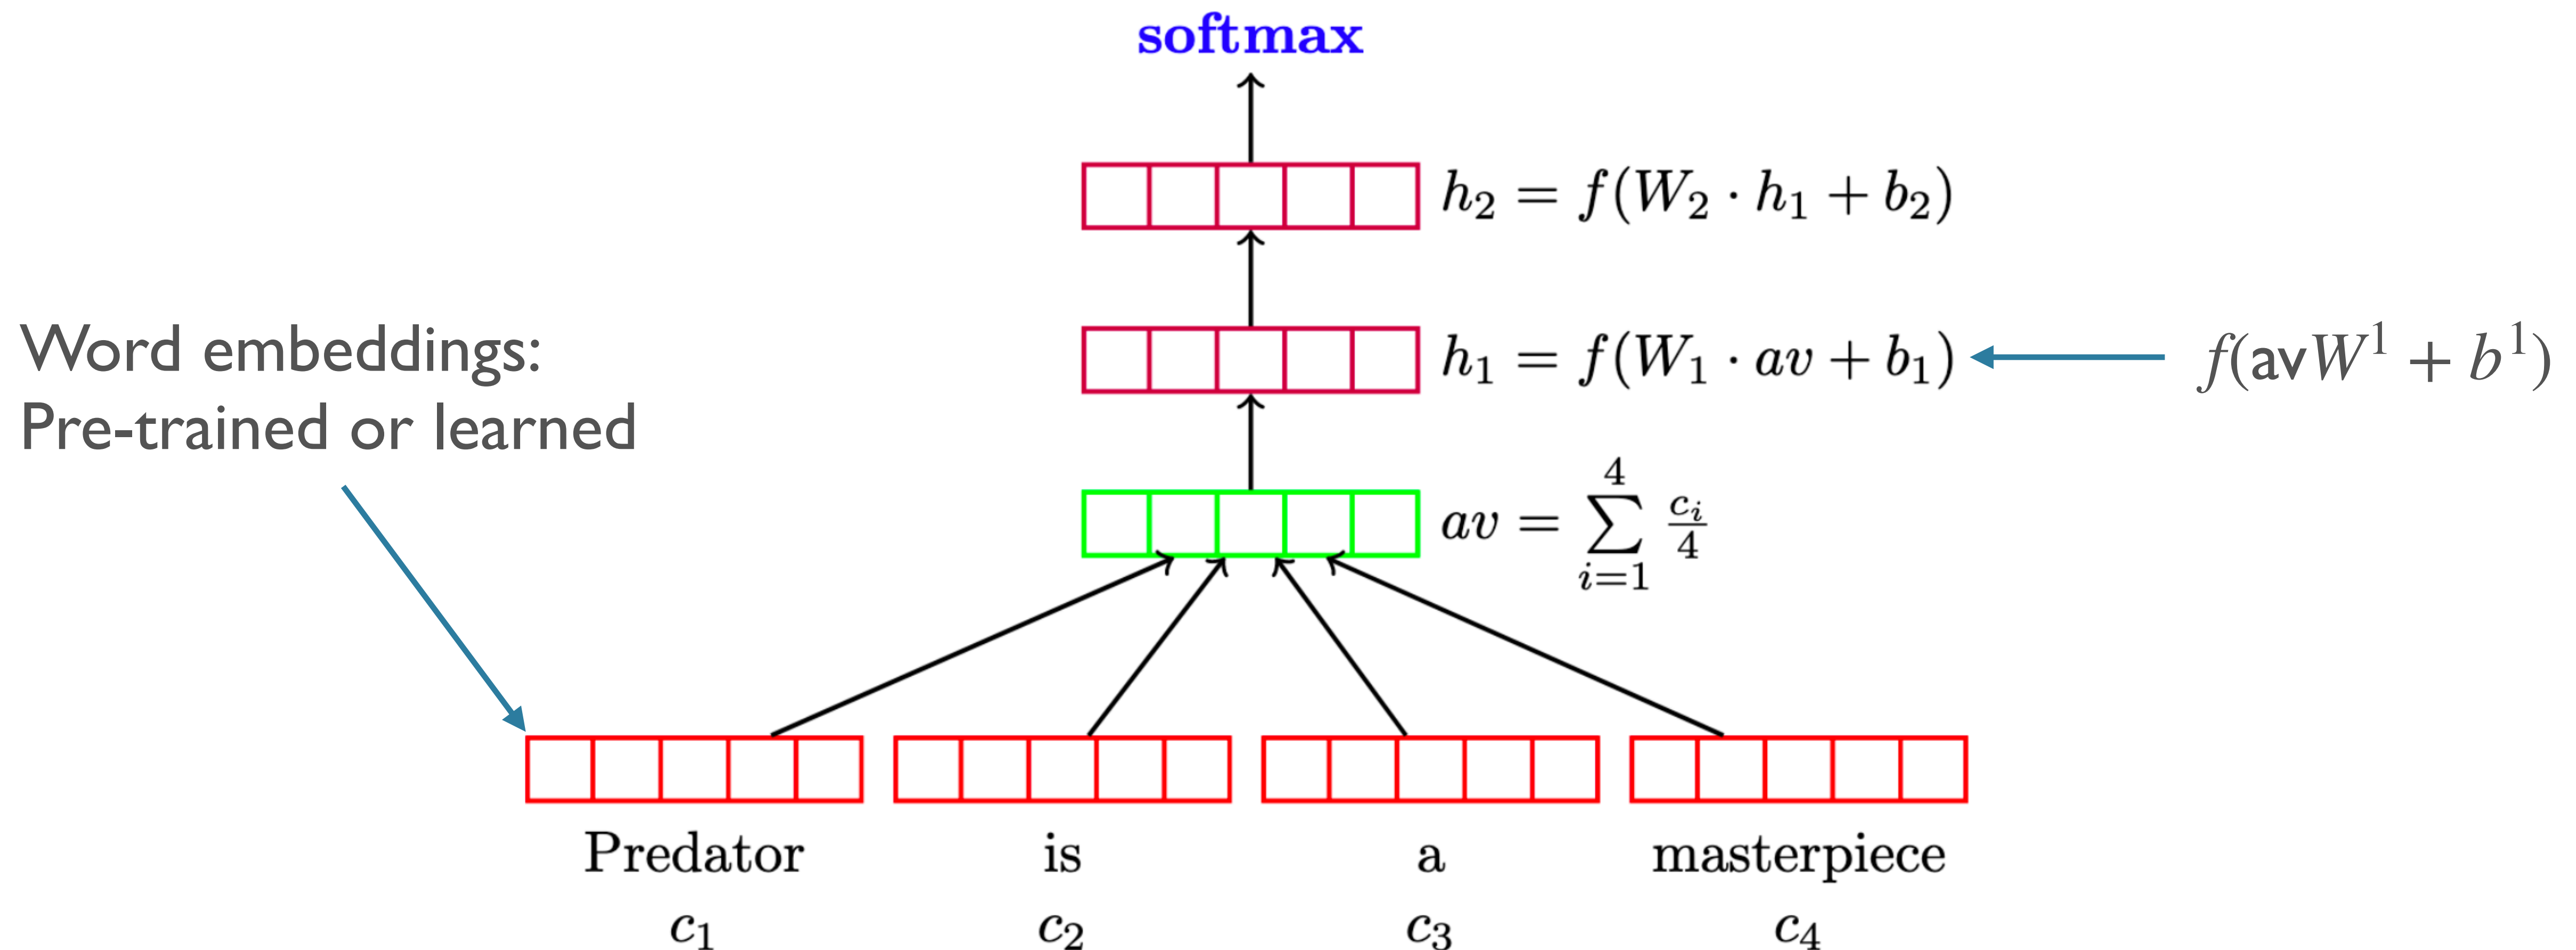 softmax
h₂ = f(W₂ · h₁ + b₂)
h₁ = f(W₁ · av + b₁)
f(avW¹ + b¹)
Word embeddings:
Pre-trained or learned
av = ∑_{i=1}^{4} c_i/4
Predator is a masterpiece
c₁ c₂ c₃ c₄